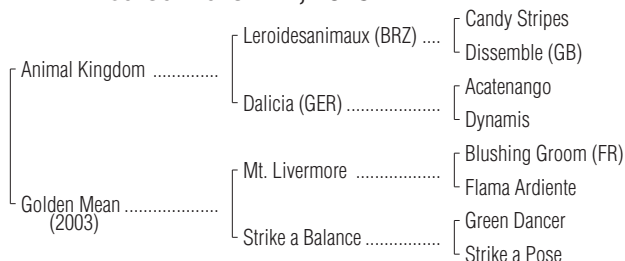 Candy Stripes
Leroidesanimaux (BRZ) ....
Dissemble (GB)
Animal Kingdom ..............
Acatenango
Dalicia (GER) ....................
Dynamis
Blushing Groom (FR)
Mt. Livermore ..................
Flama Ardiente
Golden Mean ....................
(2003)
Green Dancer
Strike a Balance ................
Strike a Pose